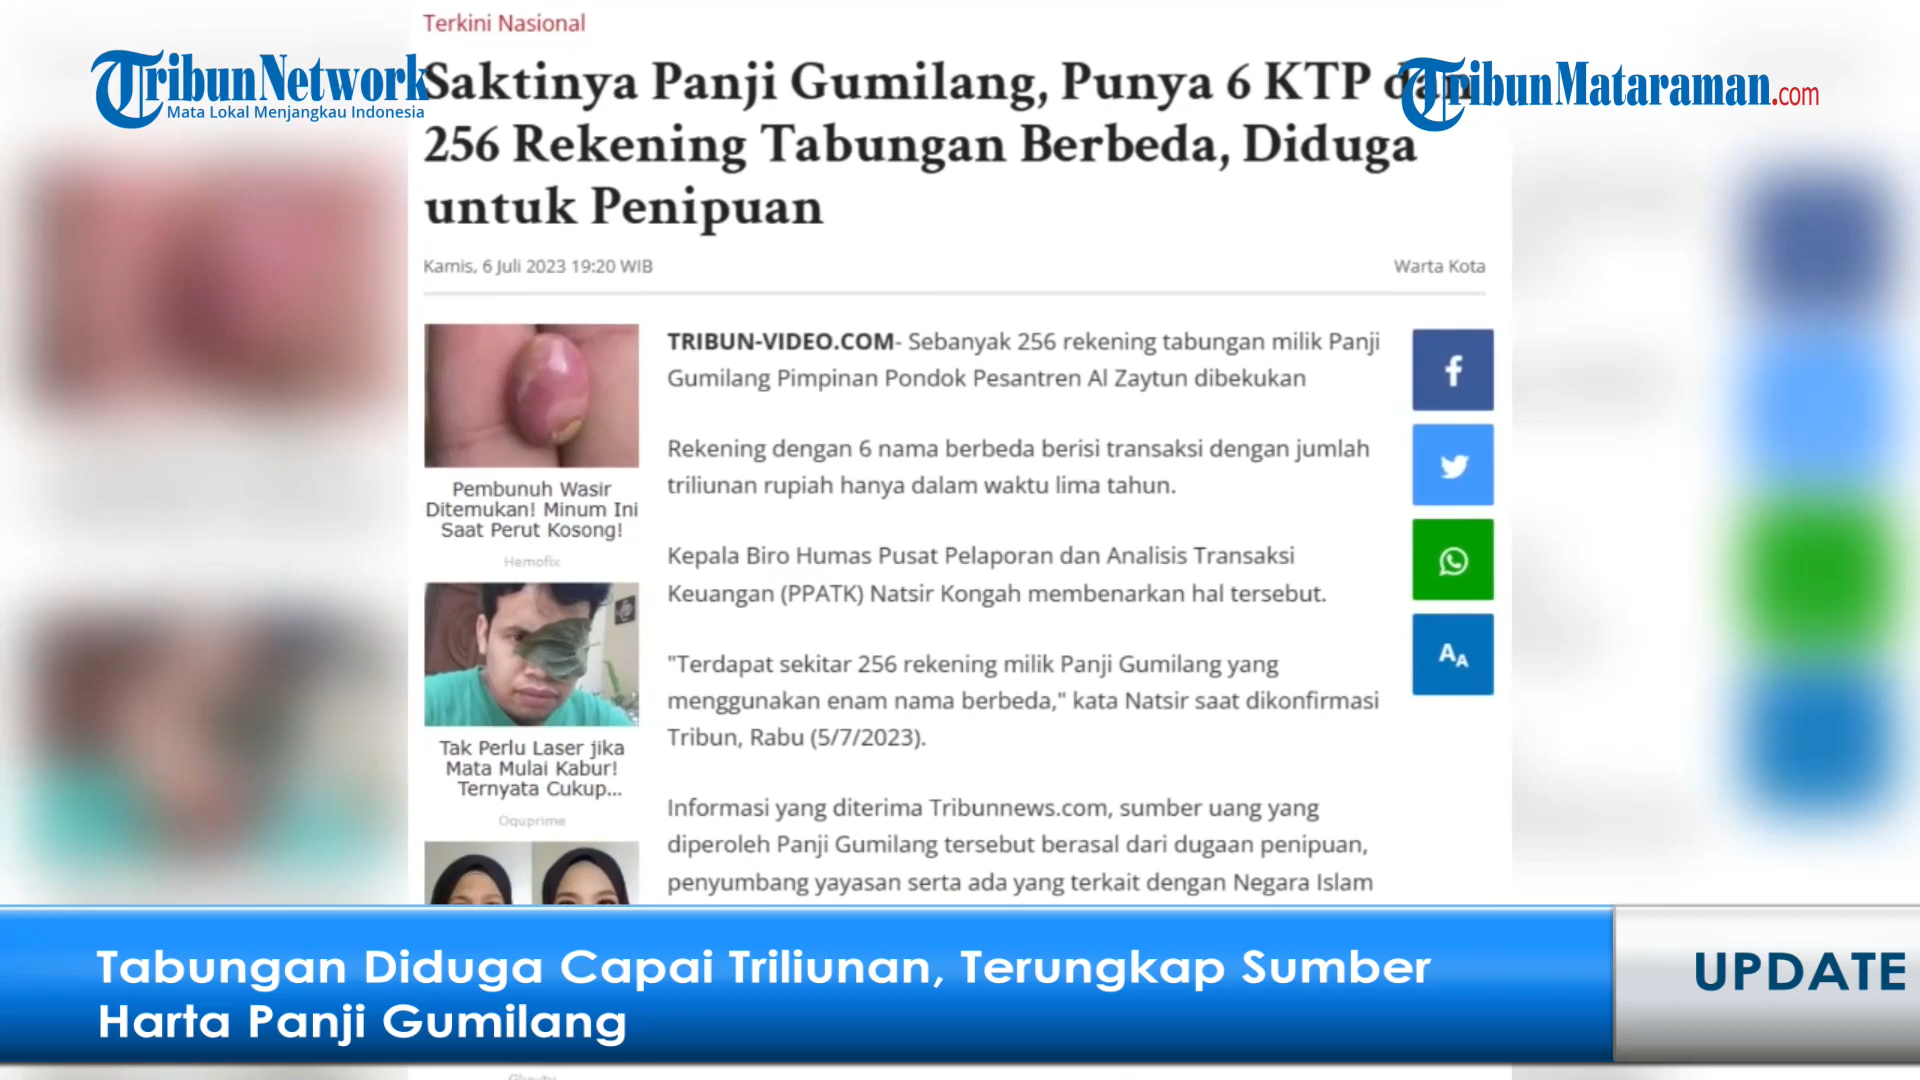 Terkini Nasional
TribunNetwork
Mata Lokal Menjangkau Indonesia
TribunMataraman.com
Saktinya Panji Gumilang, Punya 6 KTP dan
256 Rekening Tabungan Berbeda, Diduga
untuk Penipuan
Kamis, 6 Juli 2023 19:20 WIB
Warta Kota
TRIBUN-VIDEO.COM- Sebanyak 256 rekening tabungan milik Panji
Gumilang Pimpinan Pondok Pesantren Al Zaytun dibekukan
Rekening dengan 6 nama berbeda berisi transaksi dengan jumlah
triliunan rupiah hanya dalam waktu lima tahun.
Kepala Biro Humas Pusat Pelaporan dan Analisis Transaksi
Keuangan (PPATK) Natsir Kongah membenarkan hal tersebut.
"Terdapat sekitar 256 rekening milik Panji Gumilang yang
menggunakan enam nama berbeda," kata Natsir saat dikonfirmasi
Tribun, Rabu (5/7/2023).
Informasi yang diterima Tribunnews.com, sumber uang yang
diperoleh Panji Gumilang tersebut berasal dari dugaan penipuan,
penyumbang yayasan serta ada yang terkait dengan Negara Islam
Pembunuh Wasir
Ditemukan! Minum Ini
Saat Perut Kosong!
Hemofix
Tak Perlu Laser jika
Mata Mulai Kabur!
Ternyata Cukup...
Oquprime
f
AA
Tabungan Diduga Capai Triliunan, Terungkap Sumber
Harta Panji Gumilang
UPDATE